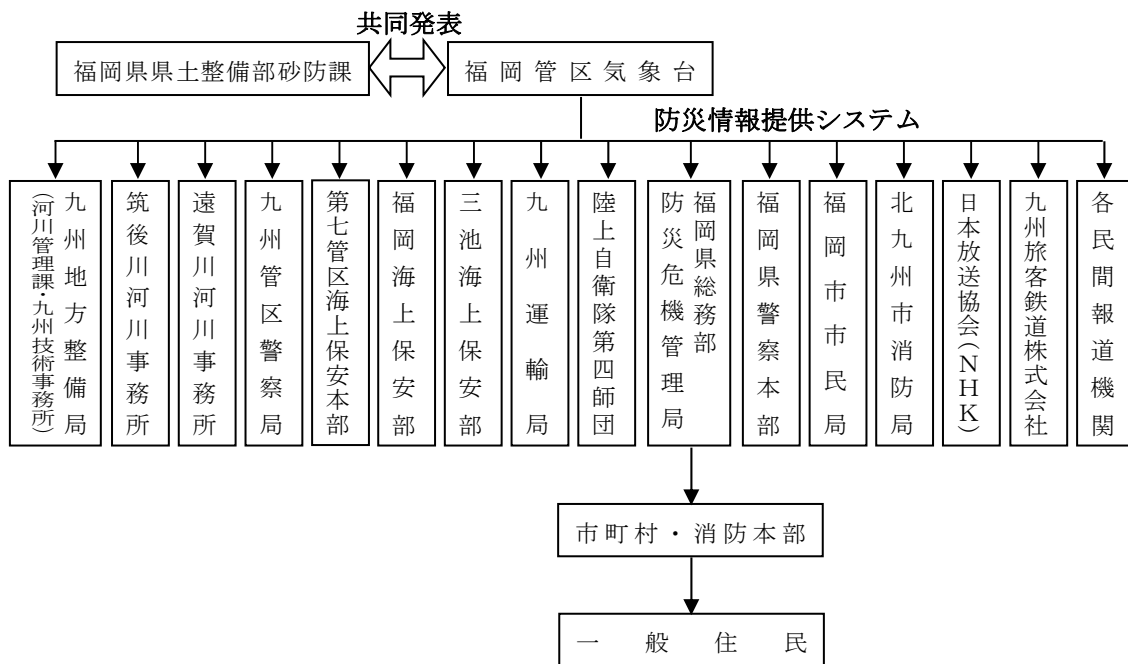 共同発表
福岡県県土整備部砂防課
福岡管区気象台
防災情報提供システム
九州地方整備局
(河川管理課・九州技術事務所)
筑後川河川事務所
遠賀川河川事務所
九州管区警察局
第七管区海上保安本部
福岡海上保安部
三池海上保安部
九州運輸局
陸上自衛隊第四師団
福岡県総務部
防災危機管理局
福岡県警察本部
福岡市市民局
北九州市消防局
日本放送協会(NHK)
九州旅客鉄道株式会社
各民間報道機関
市町村・消防本部
一般住民